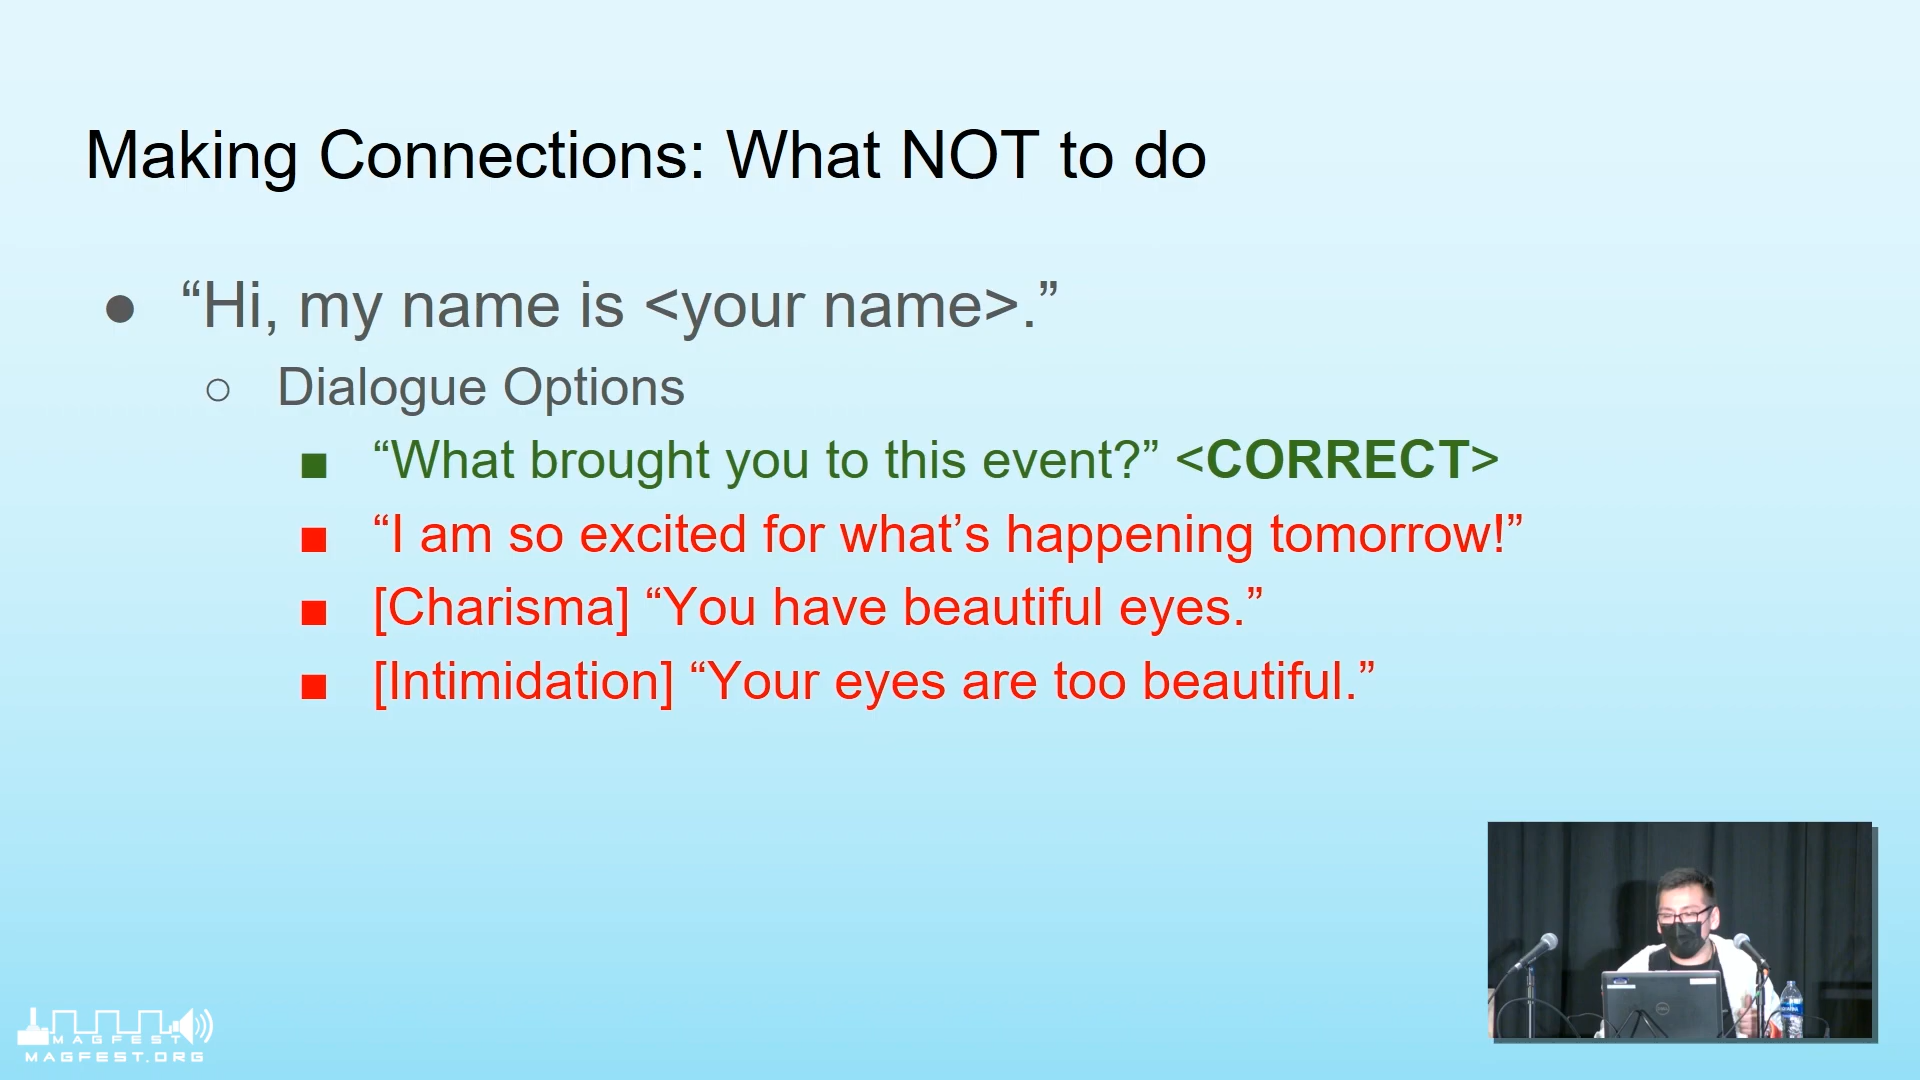 Making Connections: What NOT to do
● “Hi, my name is <your name>.”
○ Dialogue Options
■ “What brought you to this event?” <CORRECT>
■ “I am so excited for what’s happening tomorrow!”
■ [Charisma] “You have beautiful eyes.”
■ [Intimidation] “Your eyes are too beautiful.”
MAGFEST
MAGFEST.ORG